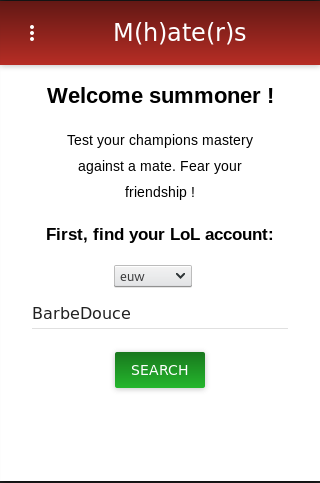 M(h)ate(r)s
Welcome summoner !
Test your champions mastery
against a mate. Fear your
friendship !
First, find your LoL account:
euw
BarbeDouce
SEARCH